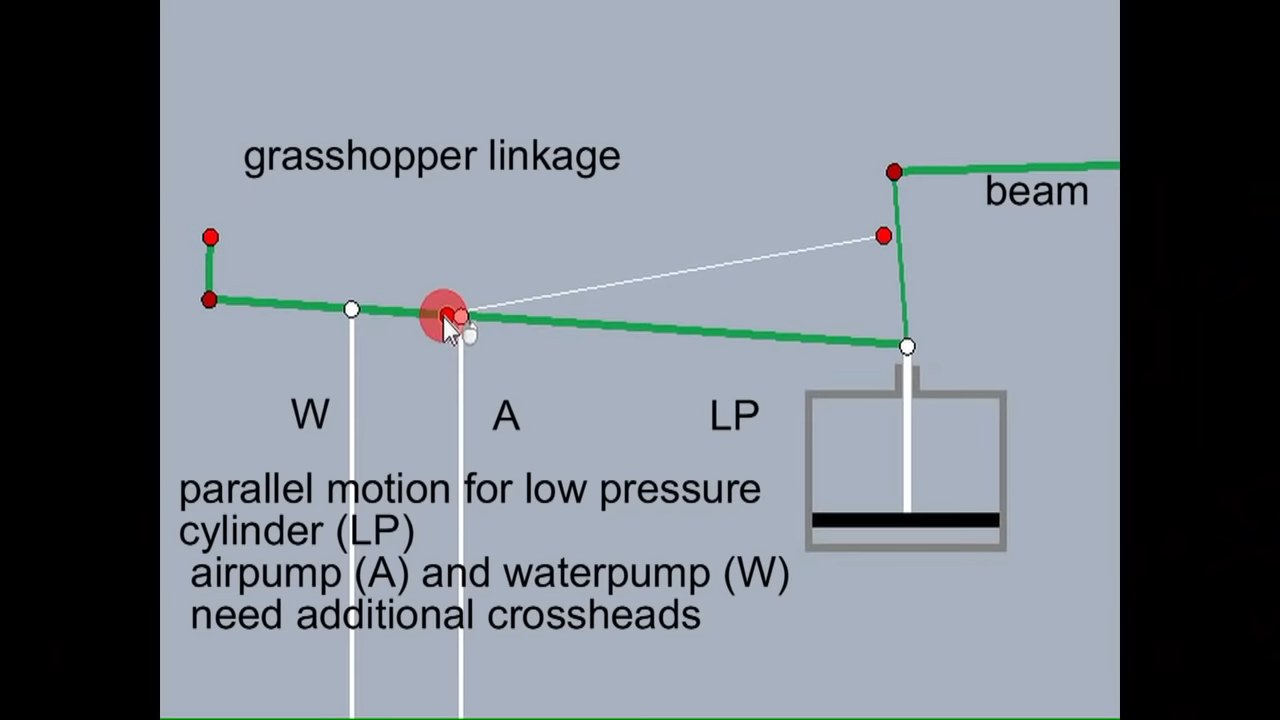 grasshopper linkage
beam
W
A
LP
parallel motion for low pressure
cylinder (LP)
airpump (A) and waterpump (W)
need additional crossheads